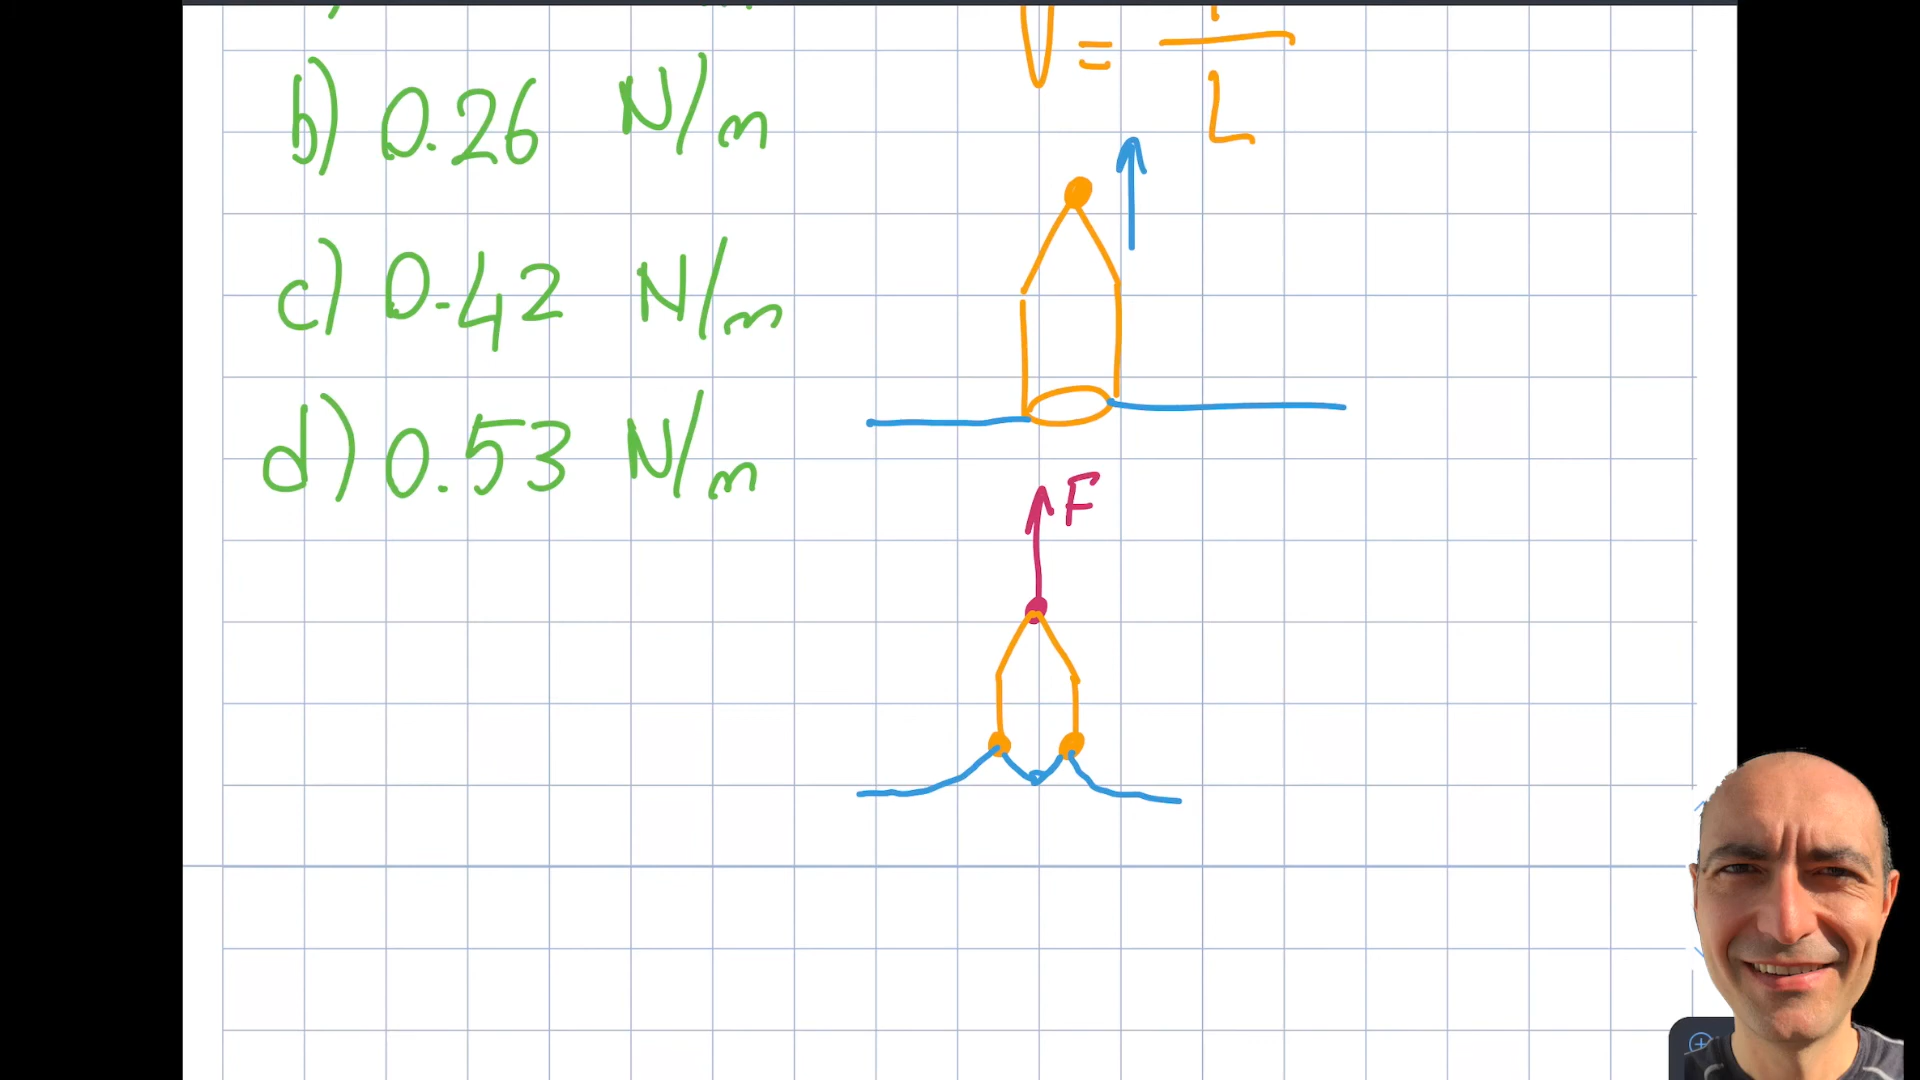 b) 0.26 N/m
c) 0.42 N/m
d) 0.53 N/m
=
L
F